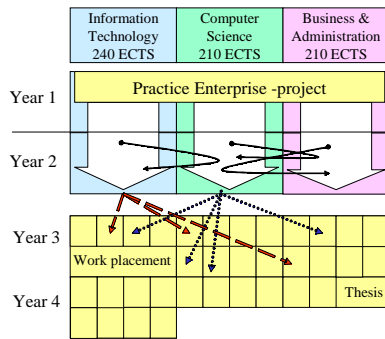 Information
Technology
240 ECTS
Computer
Science
210 ECTS
Business &
Administration
210 ECTS
Year 1
Practice Enterprise -project
Year 2
Year 3
Work placement
Year 4
Thesis